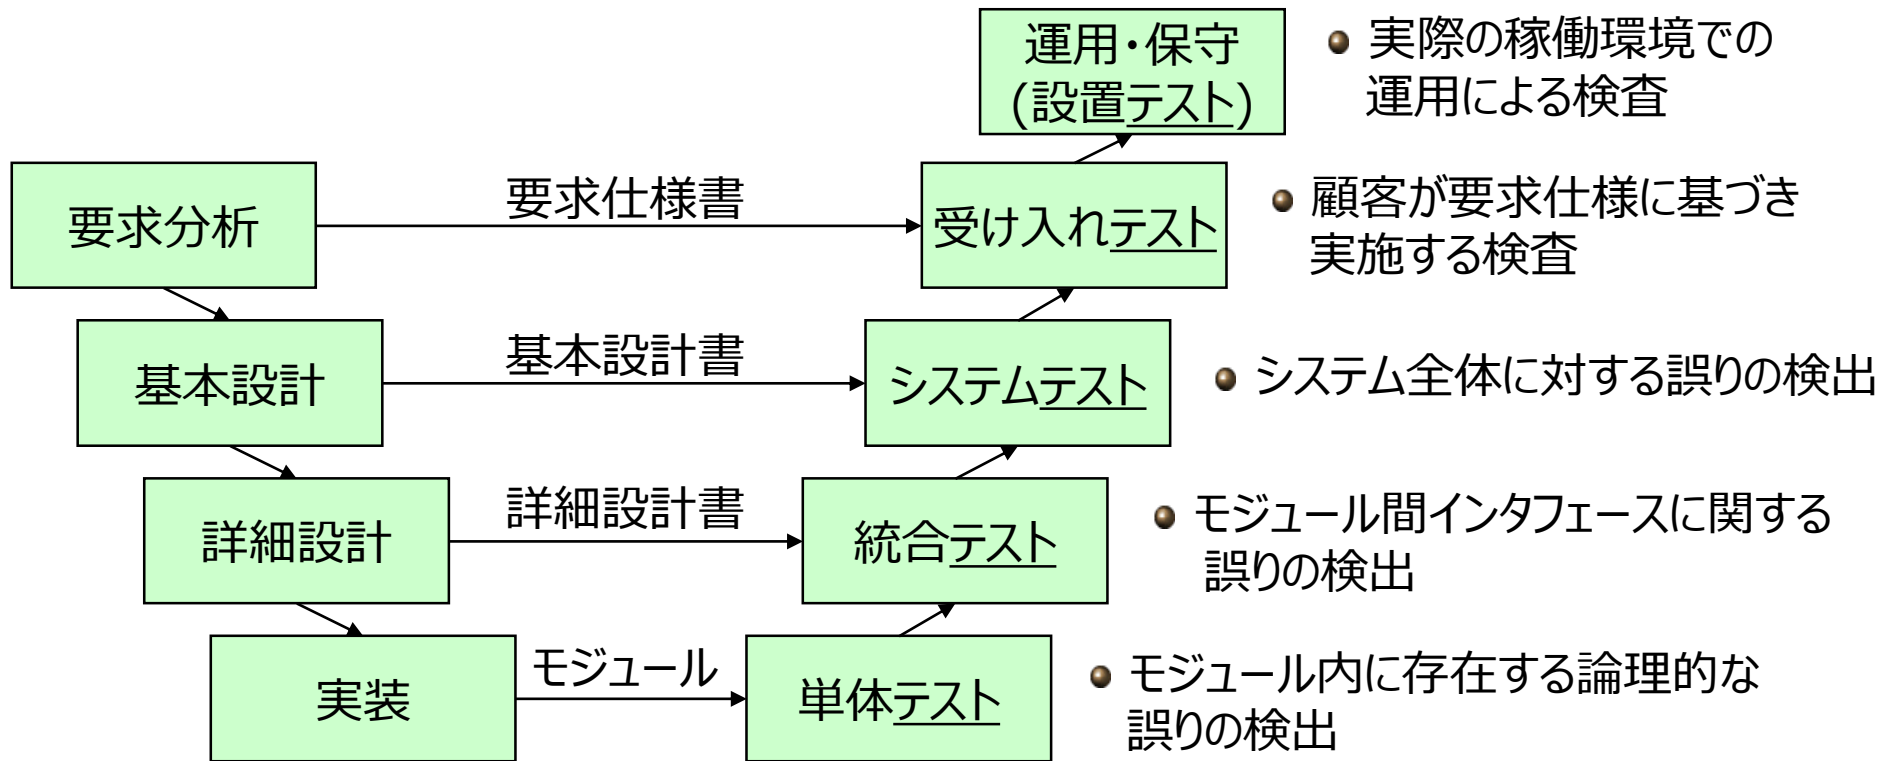 運用・保守
(設置テスト)
実際の稼働環境での
運用による検査
要求分析
要求仕様書
受け入れテスト
顧客が要求仕様に基づき
実施する検査
基本設計
基本設計書
システムテスト
システム全体に対する誤りの検出
詳細設計
詳細設計書
統合テスト
モジュール間インタフェースに関する
誤りの検出
実装
モジュール
単体テスト
モジュール内に存在する論理的な
誤りの検出